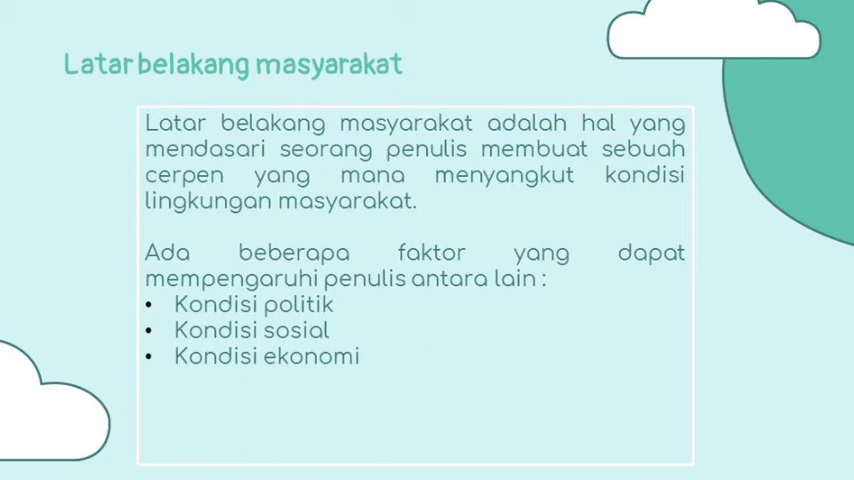 Latar belakang masyarakat
Latar belakang masyarakat adalah hal yang
mendasari seorang penulis membuat sebuah
cerpen yang mana menyangkut kondisi
lingkungan masyarakat.
Ada beberapa faktor yang dapat
mempengaruhi penulis antara lain :
• Kondisi politik
• Kondisi sosial
• Kondisi ekonomi